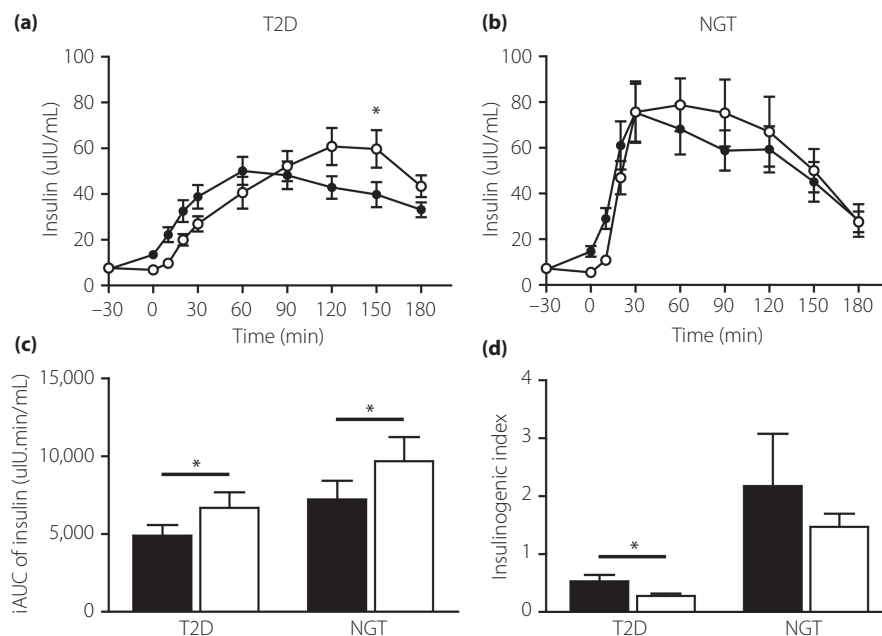 (a)
T2D
Insulin (uIU/mL)
100
80
60
40
20
0
*
−30 0 30 60 90 120 150 180
Time (min)
(b)
NGT
Insulin (uIU/mL)
100
80
60
40
20
0
−30 0 30 60 90 120 150 180
Time (min)
(c)
iAUC of insulin (uIU.min/mL)
15,000
10,000
5,000
0
*
*
T2D NGT
(d)
Insulinogenic index
4
3
2
1
0
*
T2D NGT